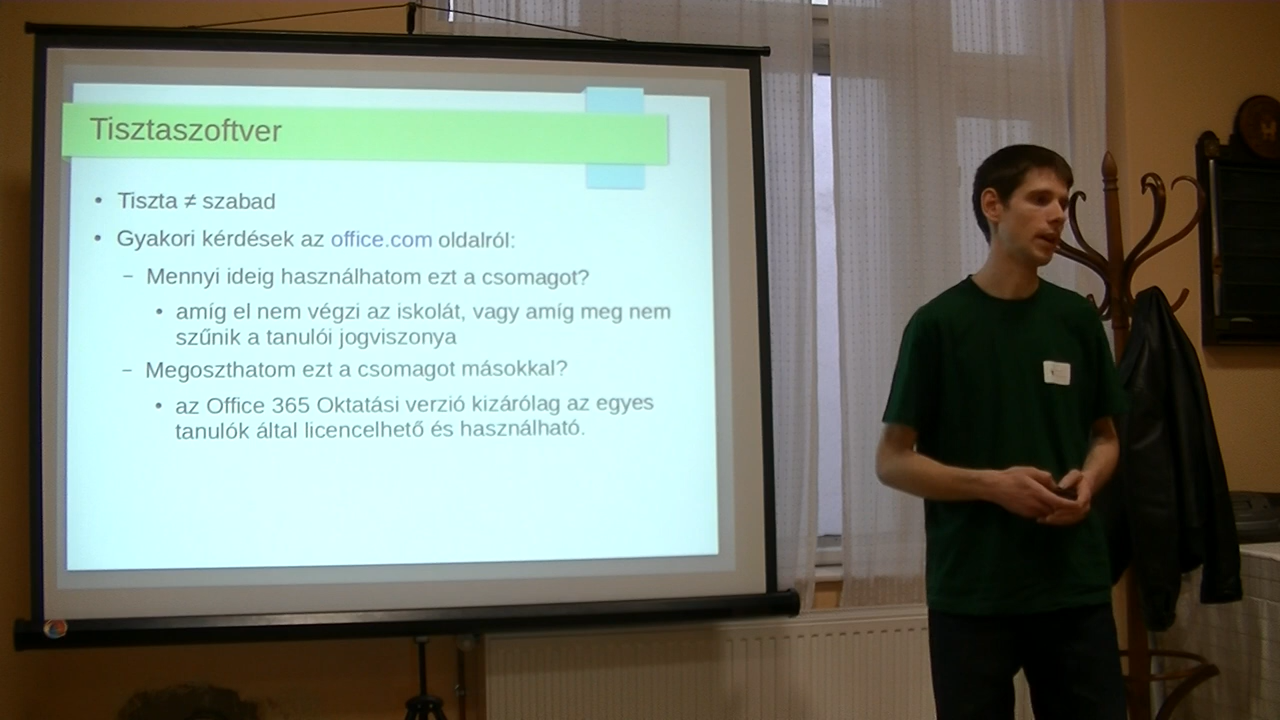 Tisztaszoftver
• Tiszta ≠ szabad
• Gyakori kérdések az office.com oldalról:
– Mennyi ideig használhatom ezt a csomagot?
• amíg el nem végzi az iskolát, vagy amíg meg nem
szűnik a tanulói jogviszonya
– Megoszthatom ezt a csomagot másokkal?
• az Office 365 Oktatási verzió kizárólag az egyes
tanulók által licencelhető és használható.